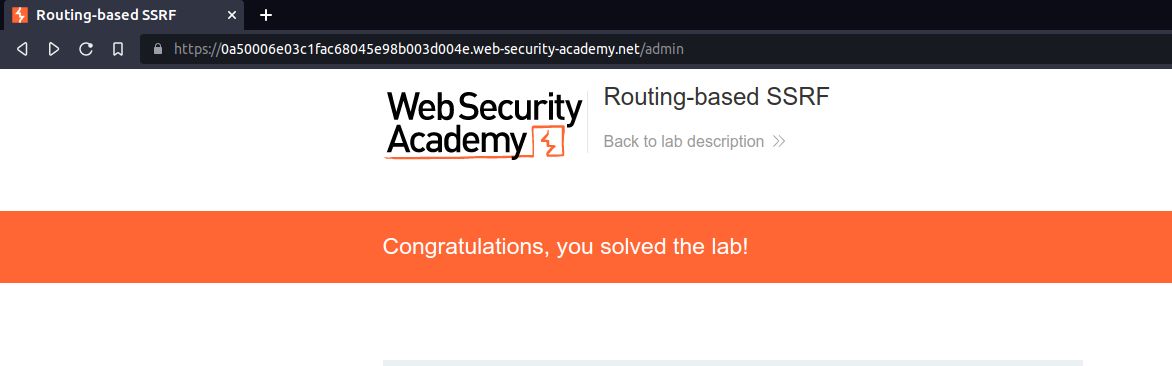 Routing-based SSRF
https://0a50006e03c1fac68045e98b003d004e.web-security-academy.net/admin
Web Security
Academy
Routing-based SSRF
Back to lab description
Congratulations, you solved the lab!